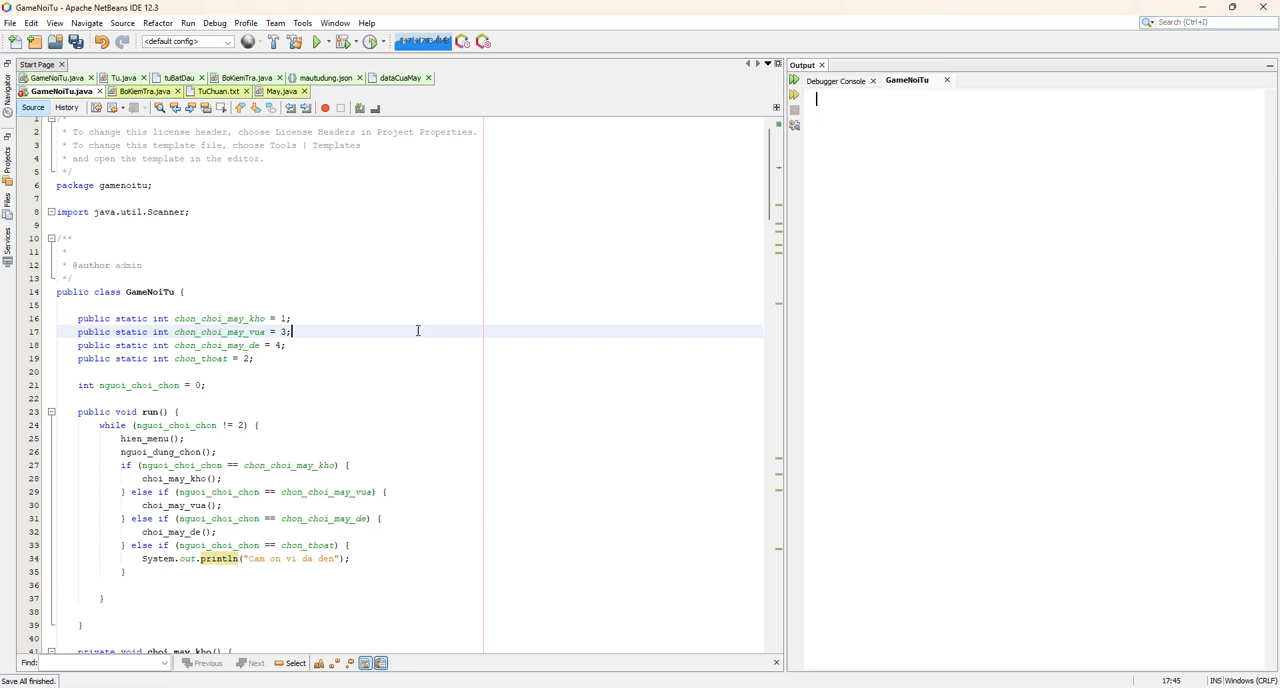 GameNoiTu - Apache NetBeans IDE 12.3
File Edit View Navigate Source Refactor Run Debug Profile Team Tools Window Help
Search (Ctrl+I)
<default config>
Start Page
Output
GameNoiTu.java Tu.java tuBatDau BoKiemTra.java mautudung.json dataCuaMay
Debugger Console GameNoiTu
GameNoiTu.java BoKiemTra.java TuChuan.txt May.java
Source History
Navigator
Projects
Files
Services
1 /*
2 * To change this license header, choose License Headers in Project Properties.
3 * To change this template file, choose Tools | Templates
4 * and open the template in the editor.
5 */
6 package gamenoitu;
7
8 import java.util.Scanner;
9
10 /**
11 *
12 * @author admin
13 */
14 public class GameNoiTu {
15
16 public static int chon_choi_may_kho = 1;
17 public static int chon_choi_may_vua = 3;
18 public static int chon_choi_may_de = 4;
19 public static int chon_thoat = 2;
20
21 int nguoi_choi_chon = 0;
22
23 public void run() {
24 while (nguoi_choi_chon != 2) {
25 hien_menu();
26 nguoi_dung_chon();
27 if (nguoi_choi_chon == chon_choi_may_kho) {
28 choi_may_kho();
29 } else if (nguoi_choi_chon == chon_choi_may_vua) {
30 choi_may_vua();
31 } else if (nguoi_choi_chon == chon_choi_may_de) {
32 choi_may_de();
33 } else if (nguoi_choi_chon == chon_thoat) {
34 System.out.println("Cam on vi da den");
35 }
36
37 }
38
39 }
40
41 private void choi_may_kho() {
Find: Previous Next Select
Save All finished. 17:45 INS Windows (CRLF)